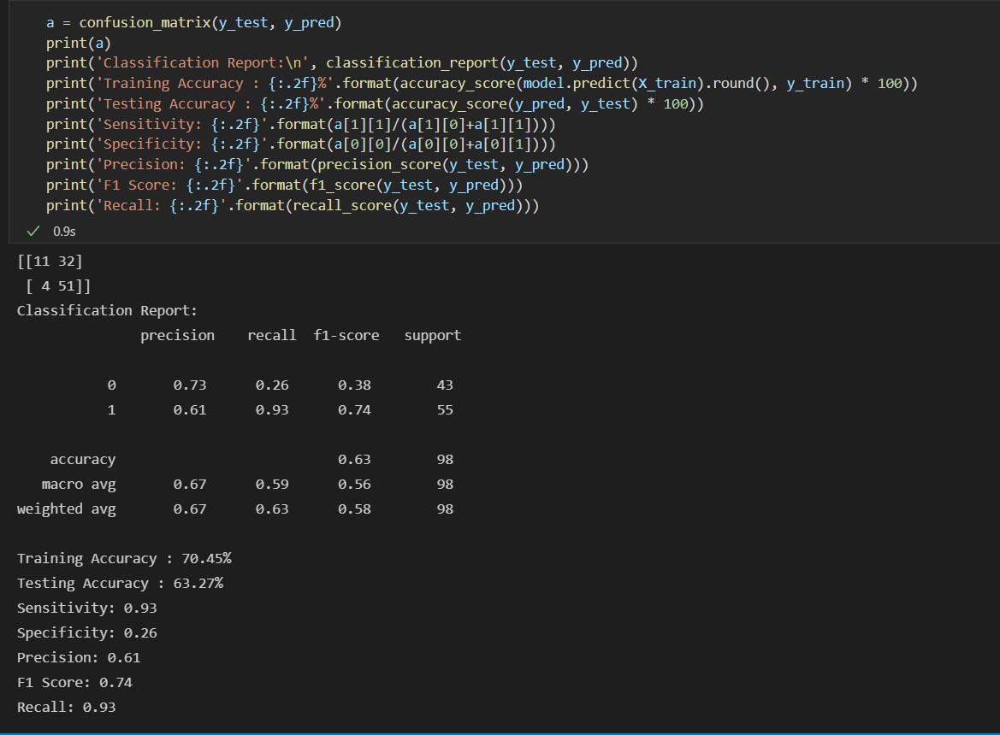 a = confusion_matrix(y_test, y_pred)
print(a)
print('Classification Report:\n', classification_report(y_test, y_pred))
print('Training Accuracy : {:.2f}%'.format(accuracy_score(model.predict(X_train).round(), y_train) * 100))
print('Testing Accuracy : {:.2f}%'.format(accuracy_score(y_pred, y_test) * 100))
print('Sensitivity: {:.2f}'.format(a[1][1]/(a[1][0]+a[1][1])))
print('Specificity: {:.2f}'.format(a[0][0]/(a[0][0]+a[0][1])))
print('Precision: {:.2f}'.format(precision_score(y_test, y_pred)))
print('F1 Score: {:.2f}'.format(f1_score(y_test, y_pred)))
print('Recall: {:.2f}'.format(recall_score(y_test, y_pred)))
✓ 0.9s
[[11 32]
 [ 4 51]]
Classification Report:
               precision    recall  f1-score   support
           0       0.73      0.26      0.38        43
           1       0.61      0.93      0.74        55
    accuracy                           0.63        98
   macro avg       0.67      0.59      0.56        98
weighted avg       0.67      0.63      0.58        98
Training Accuracy : 70.45%
Testing Accuracy : 63.27%
Sensitivity: 0.93
Specificity: 0.26
Precision: 0.61
F1 Score: 0.74
Recall: 0.93